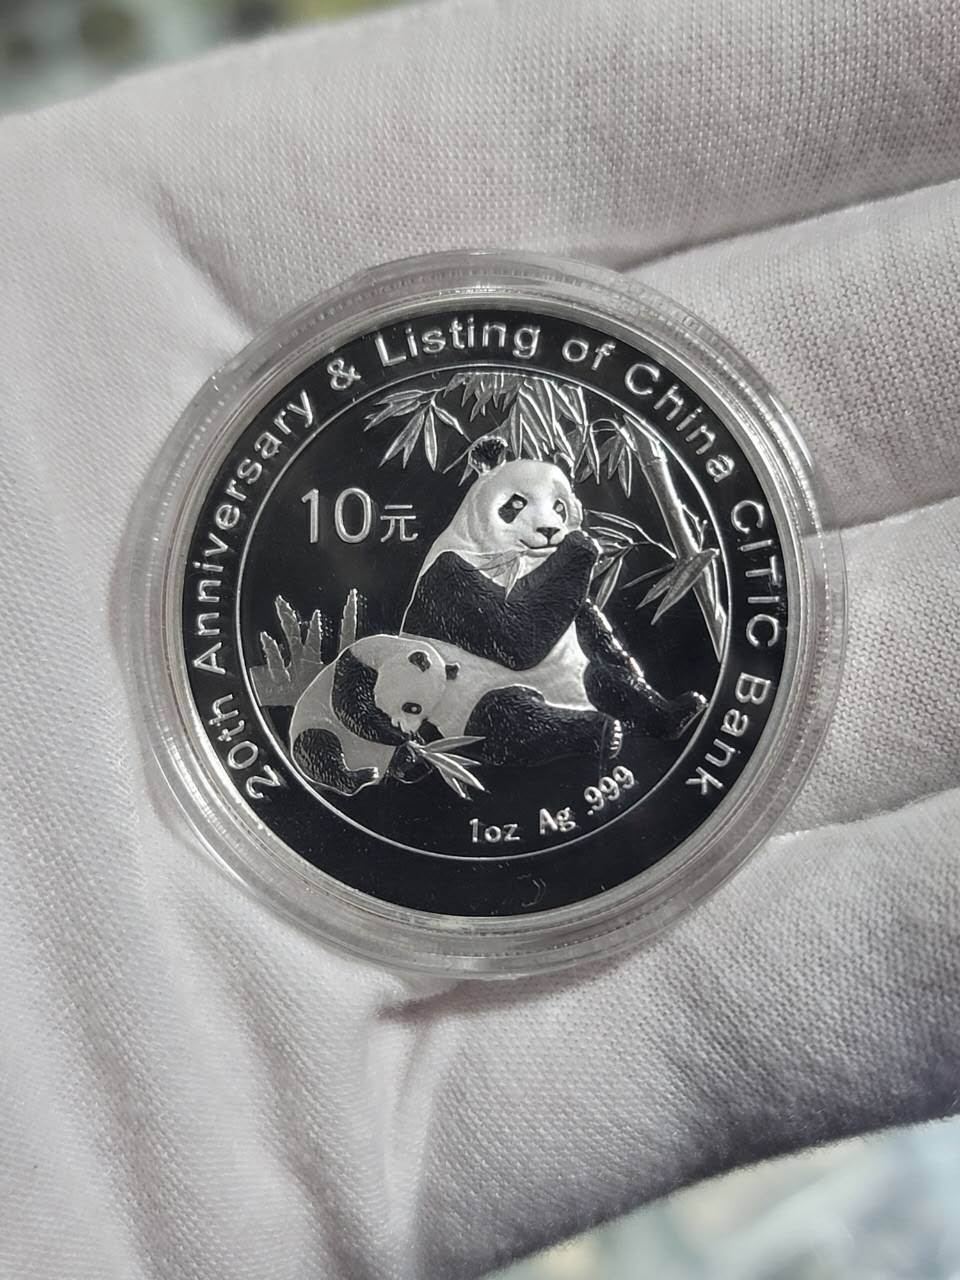 20th Anniversary & Listing of China CITIC Bank
10元
1oz Ag .999